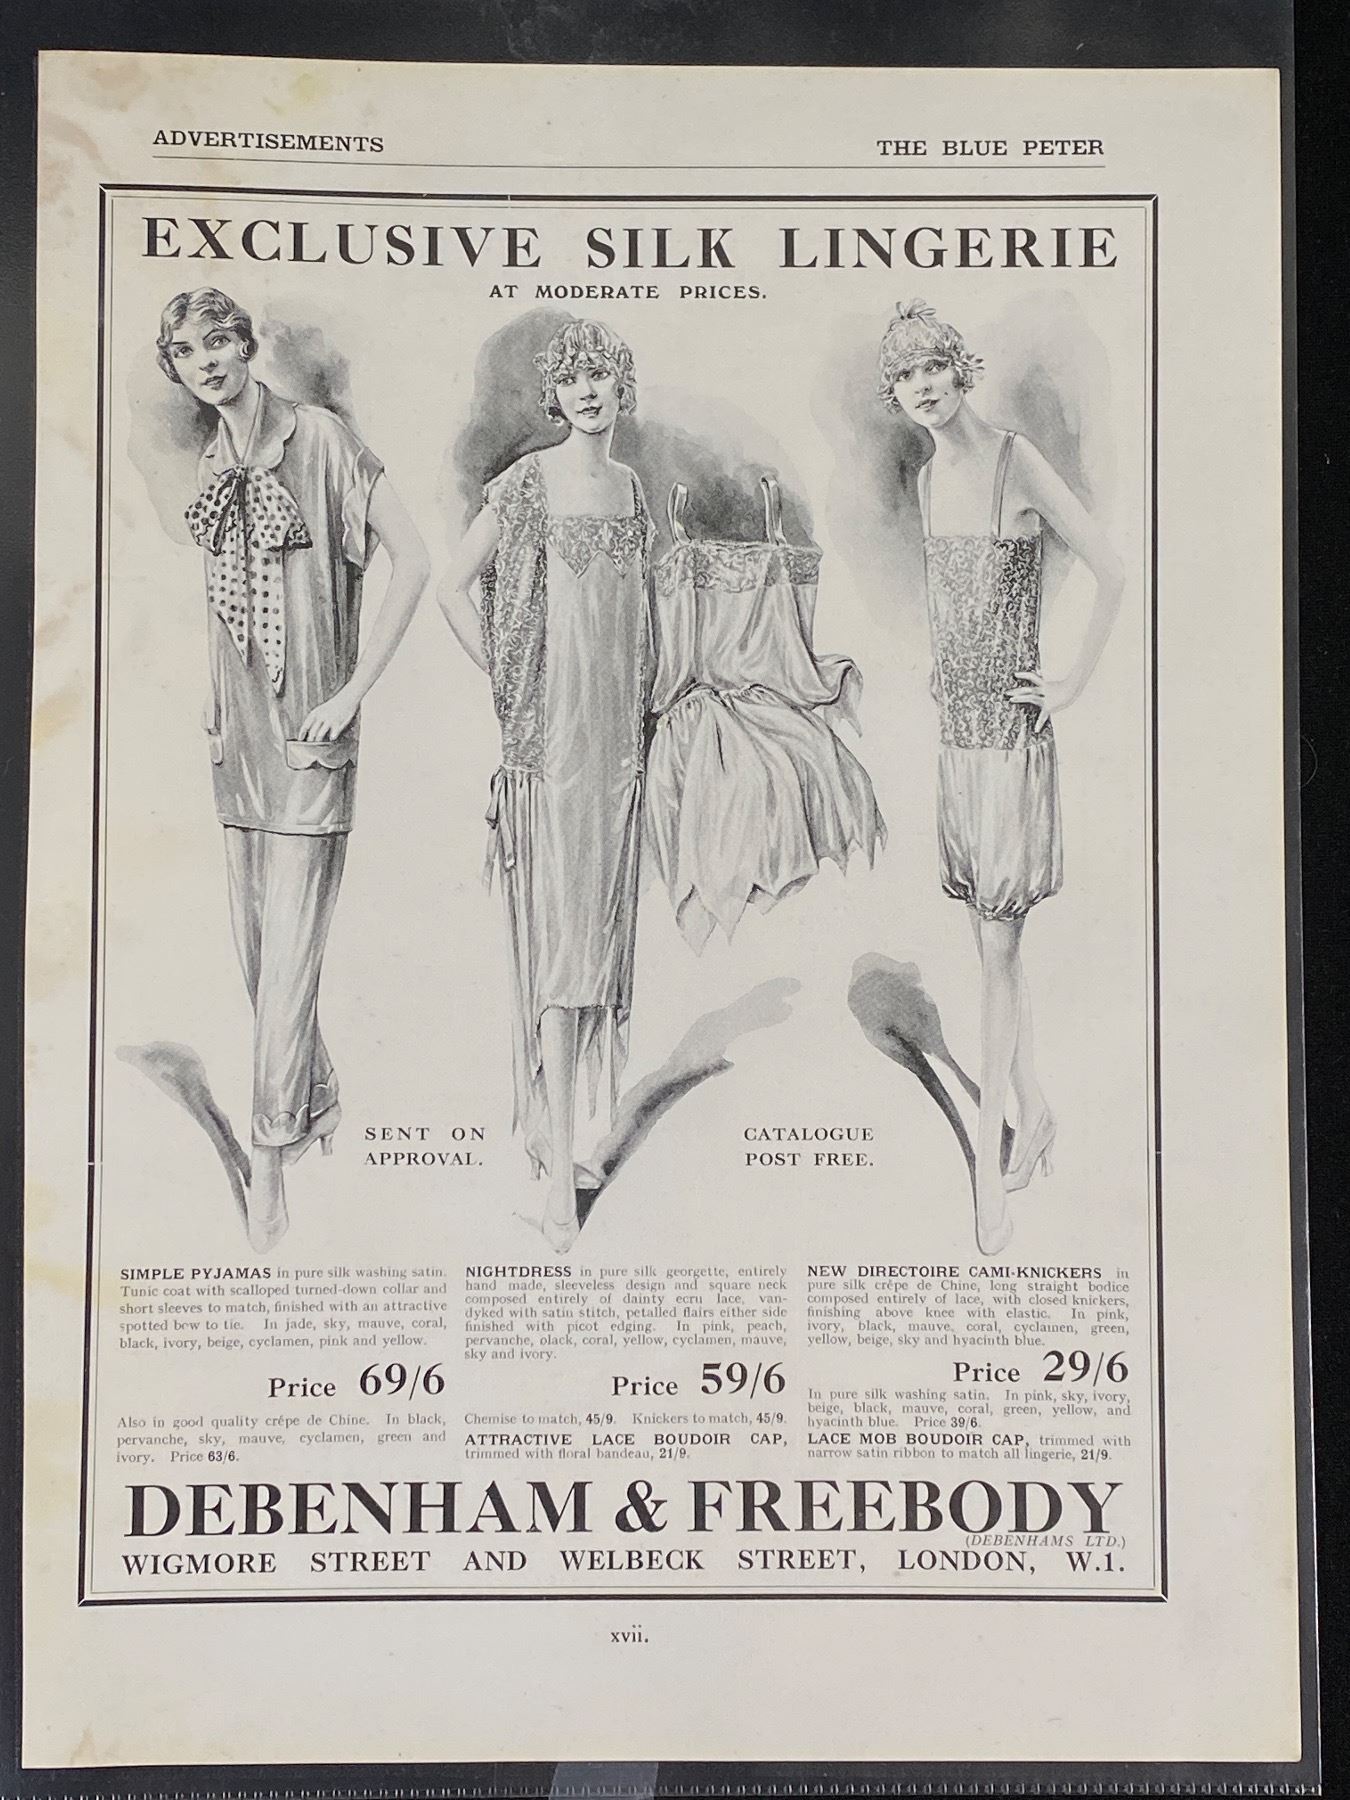 ADVERTISEMENTS
THE BLUE PETER
EXCLUSIVE SILK LINGERIE
AT MODERATE PRICES.
SENT ON
APPROVAL.
CATALOGUE
POST FREE.
SIMPLE PYJAMAS in pure silk washing satin.
Tunic coat with scalloped turned-down collar and
short sleeves to match, finished with an attractive
spotted bow to tie. In jade, sky, mauve, coral,
black, ivory, beige, cyclamen, pink and yellow.
Price 69/6
Also in good quality crêpe de Chine. In black,
pervanche, sky, mauve, cyclamen, green and
ivory. Price 63/6.
NIGHTDRESS in pure silk georgette, entirely
hand made, sleeveless design and square neck
composed entirely of dainty ecru lace, van-
dyked with satin stitch, petalled flairs either side
finished with picot edging. In pink, peach,
pervanche, black, coral, yellow, cyclamen, mauve,
sky and ivory.
Price 59/6
Chemise to match, 45/9. Knickers to match, 45/9.
ATTRACTIVE LACE BOUDOIR CAP,
trimmed with floral bandeau, 21/9.
NEW DIRECTOIRE CAMI-KNICKERS in
pure silk crêpe de Chine, long straight bodice
composed entirely of lace, with closed knickers,
finishing above knee with elastic. In pink,
ivory, black, mauve, coral, cyclamen, green,
yellow, beige, sky and hyacinth blue.
Price 29/6
In pure silk washing satin. In pink, sky, ivory,
beige, black, mauve, coral, green, yellow, and
hyacinth blue. Price 39/6.
LACE MOB BOUDOIR CAP, trimmed with
narrow satin ribbon to match all lingerie, 21/9.
DEBENHAM & FREEBODY
(DEBENHAMS LTD.)
WIGMORE STREET AND WELBECK STREET, LONDON, W.1.
xvii.